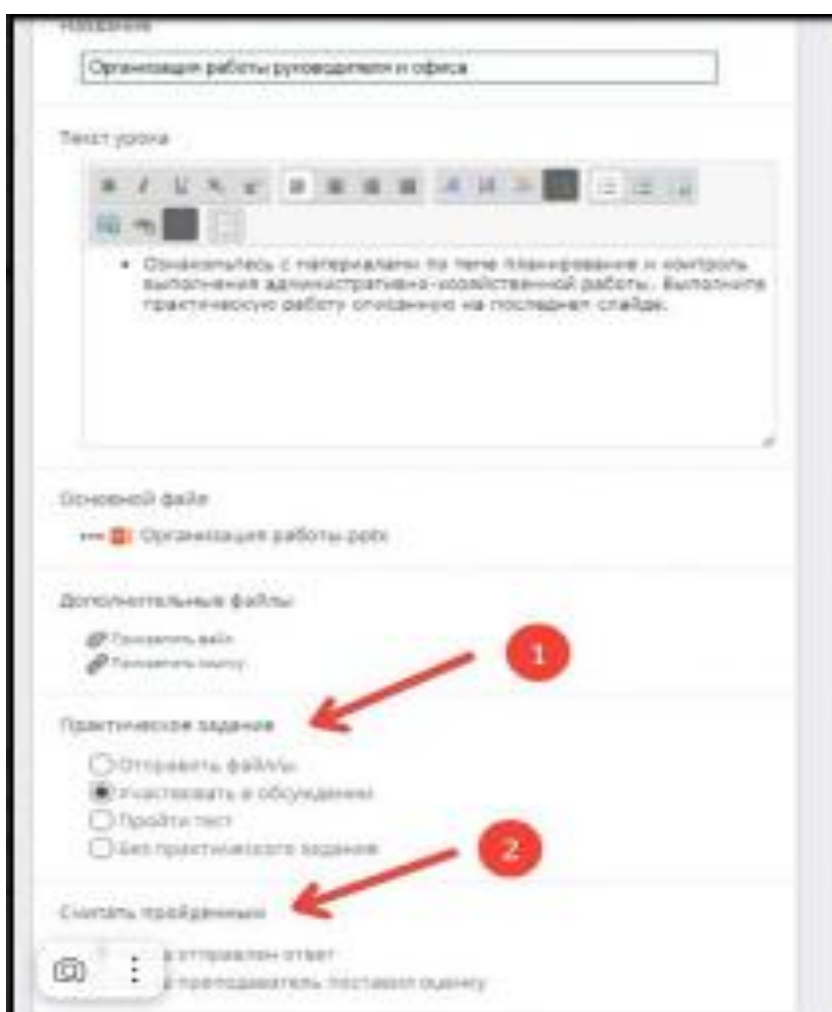 Название
Организация работы руководителя и офиса
Текст урока
Ознакомьтесь с материалами по теме планирование и контроль
выполнения административно-хозяйственной работы. Выполните
практическую работу описанную на последнем слайде.
Основной файл
Организация работы.pptx
Дополнительные файлы
Прикрепить файл
Прикрепить ссылку
1
Практическое задание
Отправить файл/ы
Участвовать в обсуждении
Пройти тест
Без практического задания
2
Считать пройденным
отправлен ответ
преподаватель поставил оценку